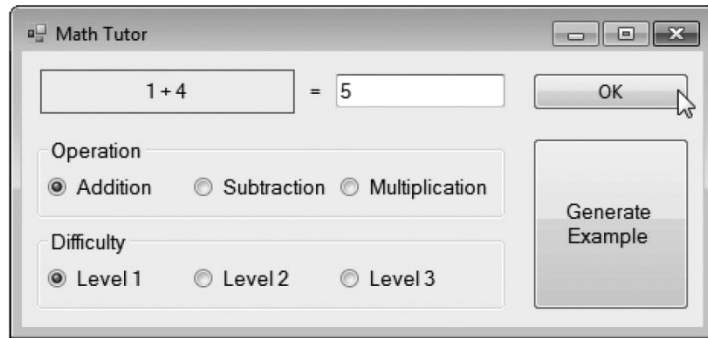 Math Tutor
1 + 4 = 5 OK
Operation
Addition Subtraction Multiplication
Generate
Example
Difficulty
Level 1 Level 2 Level 3